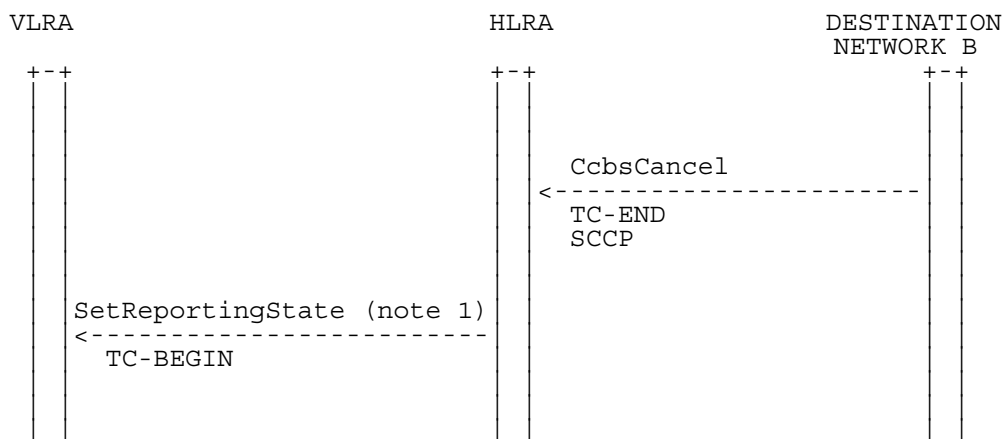 VLRA HLRA DESTINATION
NETWORK B
CcbsCancel
TC-END
SCCP
SetReportingState (note 1)
TC-BEGIN